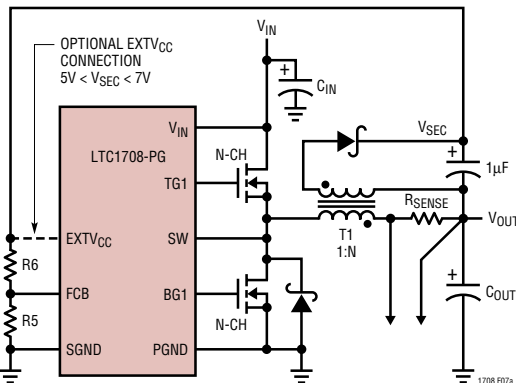 OPTIONAL EXTVCC
CONNECTION
5V < VSEC < 7V
VIN
+
CIN
VIN
LTC1708-PG
N-CH
TG1
VSEC
+
1μF
RSENSE
VOUT
T1
1:N
EXTVCC
SW
R6
FCB
BG1
+
COUT
R5
N-CH
SGND
PGND
1708 F07a